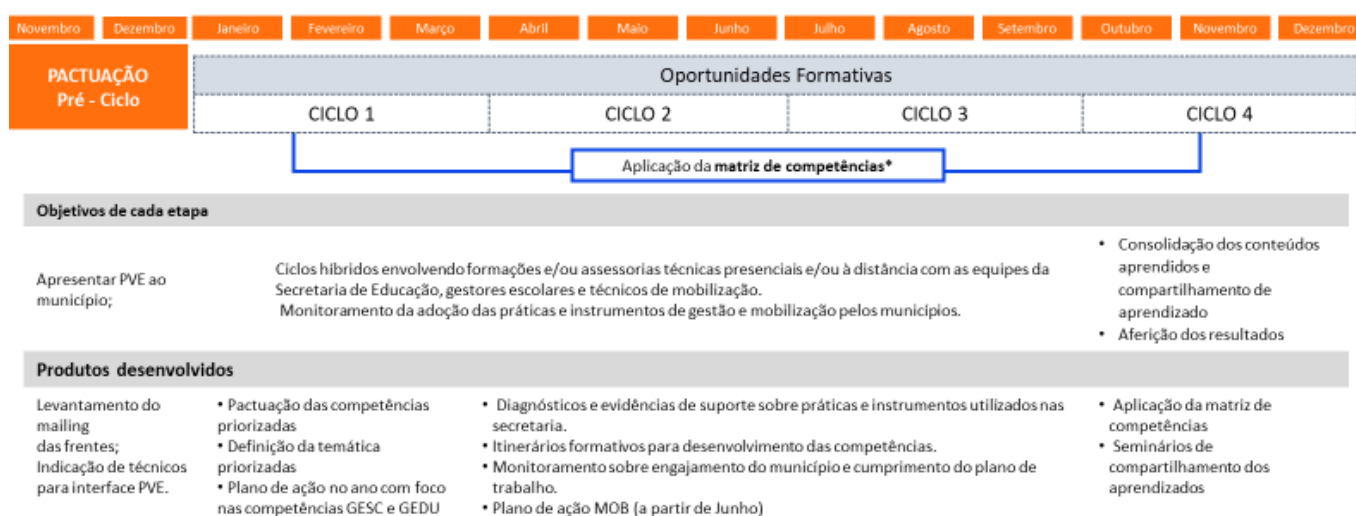 Novembro Dezembro Janeiro Fevereiro Março Abril Maio Junho Julho Agosto Setembro Outubro Novembro Dezembro
PACTUAÇÃO
Pré - Ciclo
Oportunidades Formativas
CICLO 1 CICLO 2 CICLO 3 CICLO 4
Aplicação da matriz de competências*
Objetivos de cada etapa
Apresentar PVE ao
município;
Ciclos híbridos envolvendo formações e/ou assessorias técnicas presenciais e/ou à distância com as equipes da
Secretaria de Educação, gestores escolares e técnicos de mobilização.
Monitoramento da adoção das práticas e instrumentos de gestão e mobilização pelos municípios.
• Consolidação dos conteúdos
aprendidos e
compartilhamento de
aprendizado
• Aferição dos resultados
Produtos desenvolvidos
Levantamento do
mailing
das frentes;
Indicação de técnicos
para interface PVE.
• Pactuação das competências
priorizadas
• Definição da temática
priorizadas
• Plano de ação no ano com foco
nas competências GESC e GEDU
• Diagnósticos e evidências de suporte sobre práticas e instrumentos utilizados nas
secretaria.
• Itinerários formativos para desenvolvimento das competências.
• Monitoramento sobre engajamento do município e cumprimento do plano de
trabalho.
• Plano de ação MOB (a partir de Junho)
• Aplicação da matriz de
competências
• Seminários de
compartilhamento dos
aprendizados